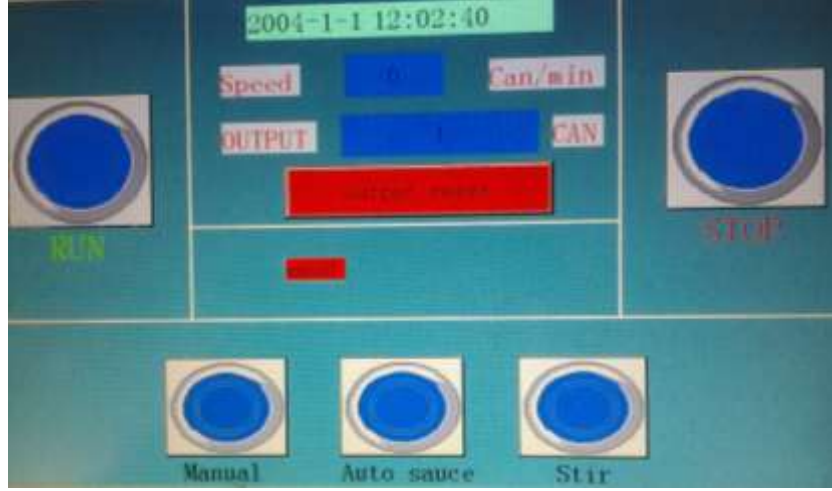 2004-1-1 12:02:40
Speed 0 Can/min
OUTPUT 1 CAN
RUN
STOP
Manual
Auto sauce
Stir